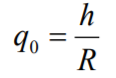 q₀ = h/R